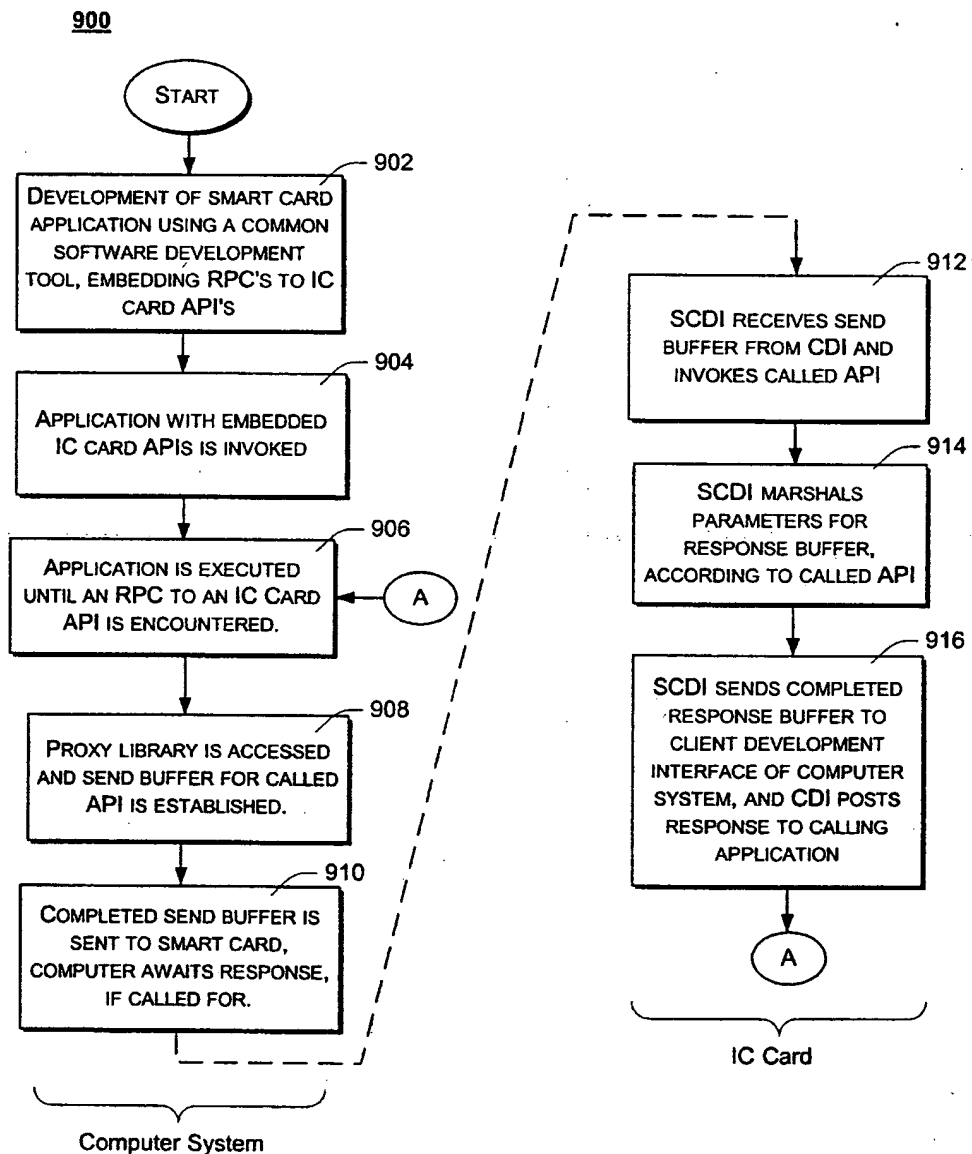 900
START
902
DEVELOPMENT OF SMART CARD
APPLICATION USING A COMMON
SOFTWARE DEVELOPMENT
TOOL, EMBEDDING RPC'S TO IC
CARD API'S
904
APPLICATION WITH EMBEDDED
IC CARD APIS IS INVOKED
906
APPLICATION IS EXECUTED
UNTIL AN RPC TO AN IC CARD
API IS ENCOUNTERED.
A
908
PROXY LIBRARY IS ACCESSED
AND SEND BUFFER FOR CALLED
API IS ESTABLISHED.
910
COMPLETED SEND BUFFER IS
SENT TO SMART CARD,
COMPUTER AWAITS RESPONSE,
IF CALLED FOR.
Computer System
912
SCDI RECEIVES SEND
BUFFER FROM CDI AND
INVOKES CALLED API
914
SCDI MARSHALS
PARAMETERS FOR
RESPONSE BUFFER,
ACCORDING TO CALLED API
916
SCDI SENDS COMPLETED
RESPONSE BUFFER TO
CLIENT DEVELOPMENT
INTERFACE OF COMPUTER
SYSTEM, AND CDI POSTS
RESPONSE TO CALLING
APPLICATION
A
IC Card